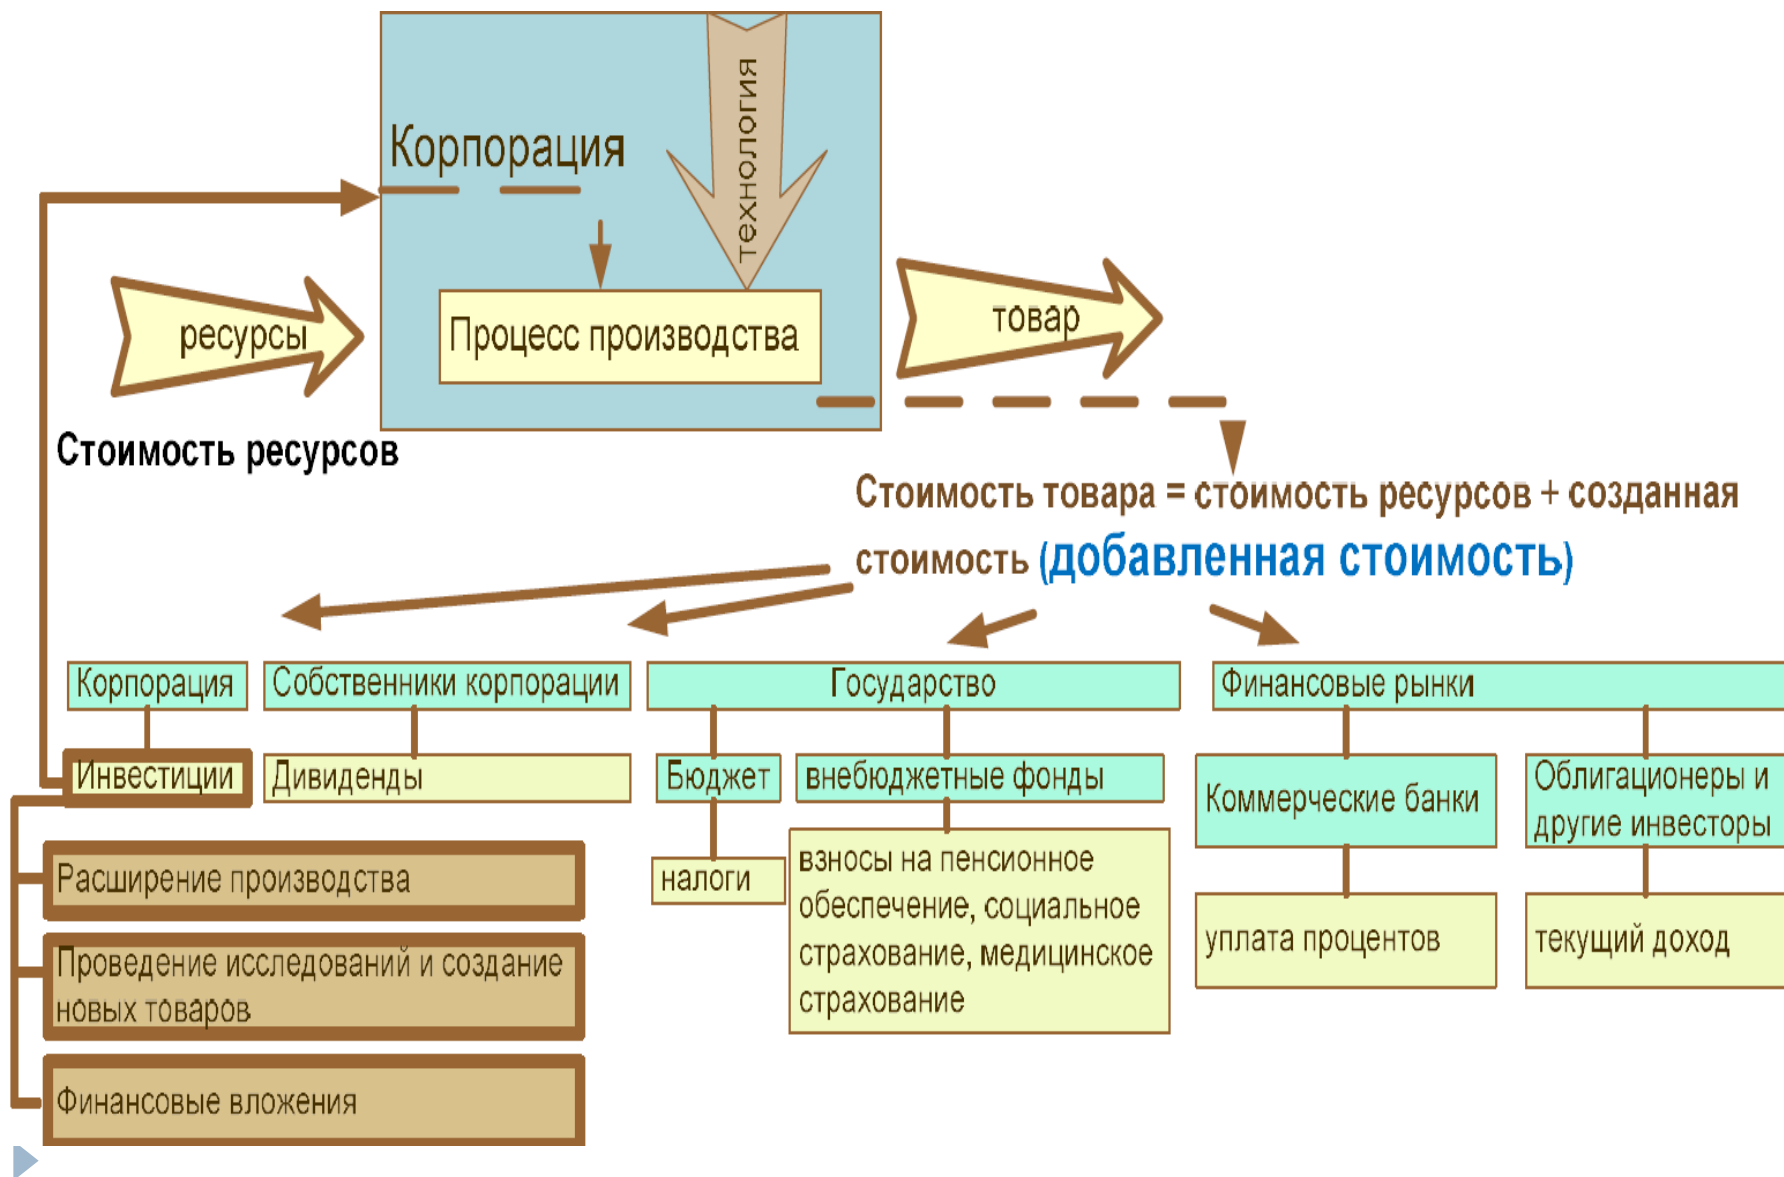 Корпорация
технология
ресурсы
Процесс производства
товар
Стоимость ресурсов
Стоимость товара = стоимость ресурсов + созданная
стоимость (добавленная стоимость)
Корпорация
Собственники корпорации
Государство
Финансовые рынки
Инвестиции
Дивиденды
Бюджет
внебюджетные фонды
Коммерческие банки
Облигационеры и
другие инвесторы
Расширение производства
налоги
взносы на пенсионное
обеспечение, социальное
страхование, медицинское
страхование
уплата процентов
текущий доход
Проведение исследований и создание
новых товаров
Финансовые вложения